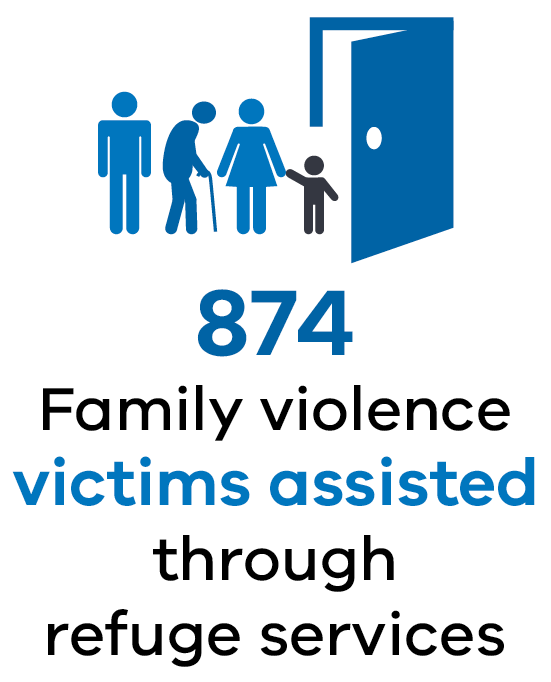 874
Family violence
victims assisted
through
refuge services